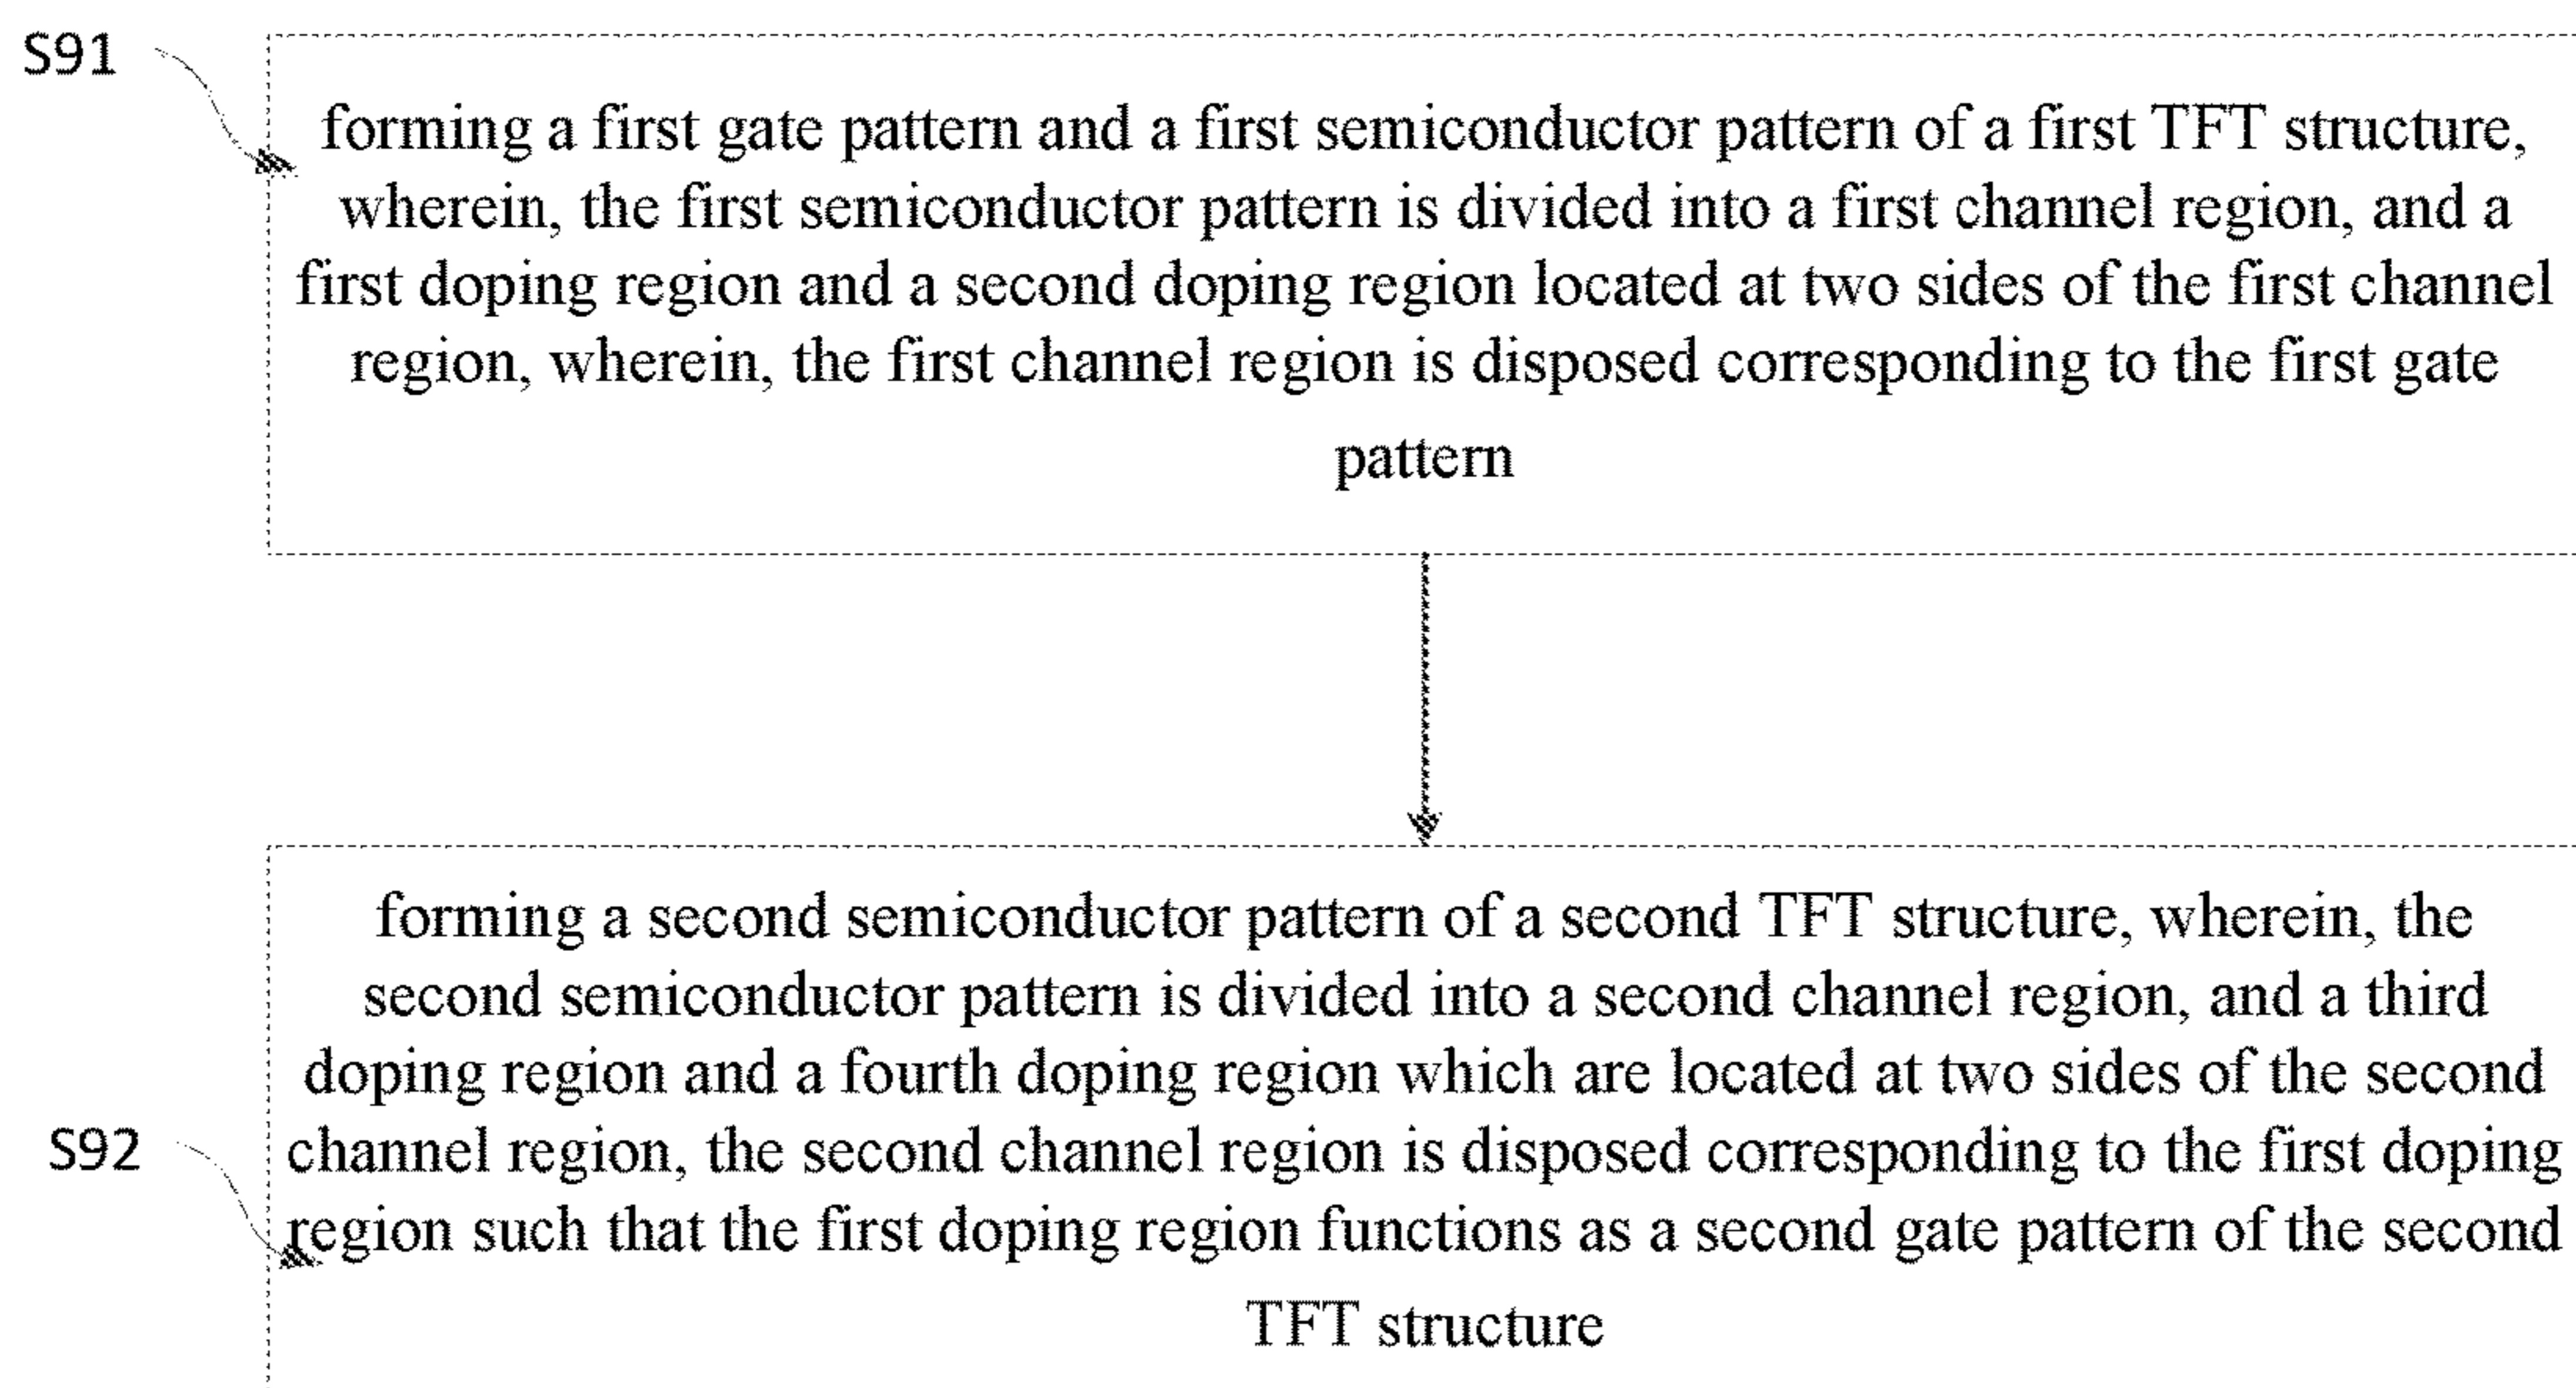 S91
forming a first gate pattern and a first semiconductor pattern of a first TFT structure,
wherein, the first semiconductor pattern is divided into a first channel region, and a
first doping region and a second doping region located at two sides of the first channel
region, wherein, the first channel region is disposed corresponding to the first gate
pattern
forming a second semiconductor pattern of a second TFT structure, wherein, the
second semiconductor pattern is divided into a second channel region, and a third
doping region and a fourth doping region which are located at two sides of the second
S92
channel region, the second channel region is disposed corresponding to the first doping
region such that the first doping region functions as a second gate pattern of the second
TFT structure